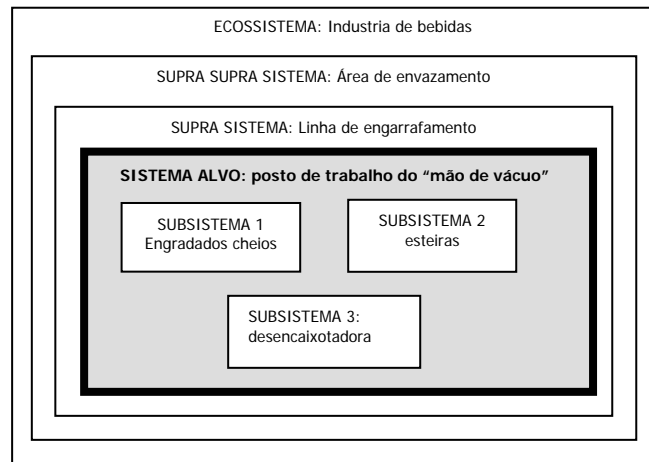 ECOSSISTEMA: Industria de bebidas
SUPRA SUPRA SISTEMA: Área de envazamento
SUPRA SISTEMA: Linha de engarrafamento
SISTEMA ALVO: posto de trabalho do “mão de vácuo”
SUBSISTEMA 1
Engradados cheios
SUBSISTEMA 2
esteiras
SUBSISTEMA 3:
desencaixotadora